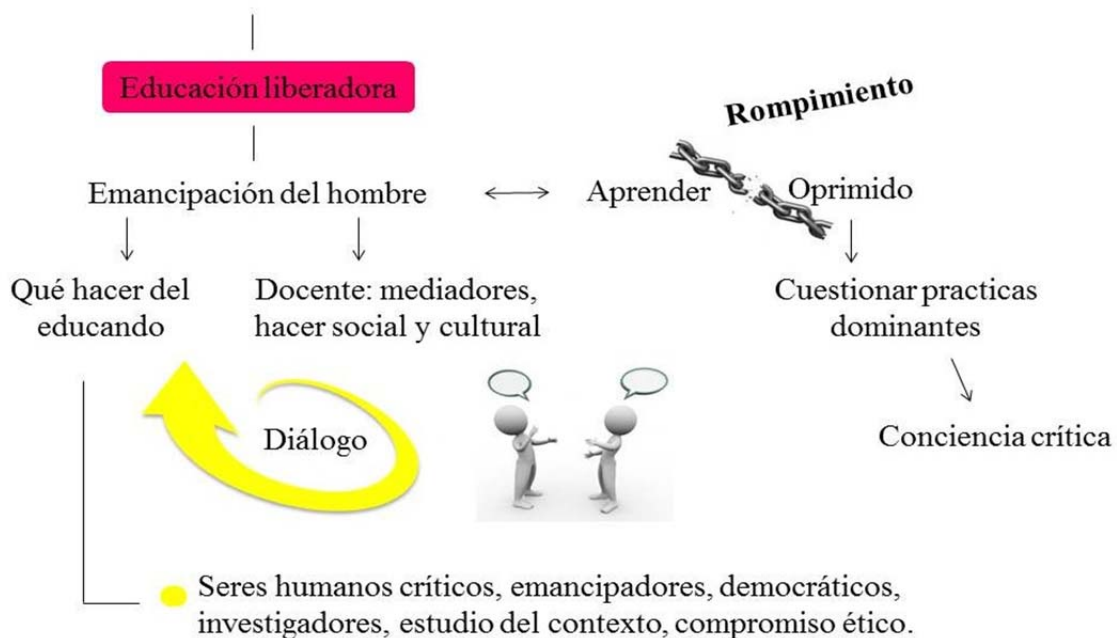 Educación liberadora
Rompimiento
Emancipación del hombre
Aprender
Oprimido
Qué hacer del
educando
Docente: mediadores,
hacer social y cultural
Cuestionar practicas
dominantes
Diálogo
Conciencia crítica
Seres humanos críticos, emancipadores, democráticos,
investigadores, estudio del contexto, compromiso ético.